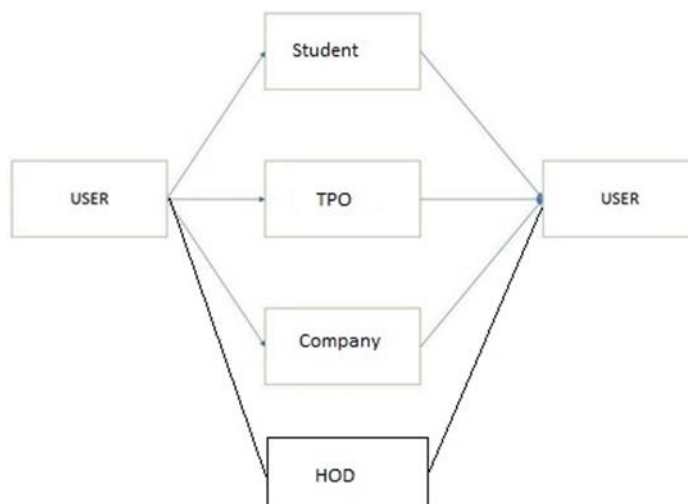 Student
USER
TPO
USER
Company
HOD